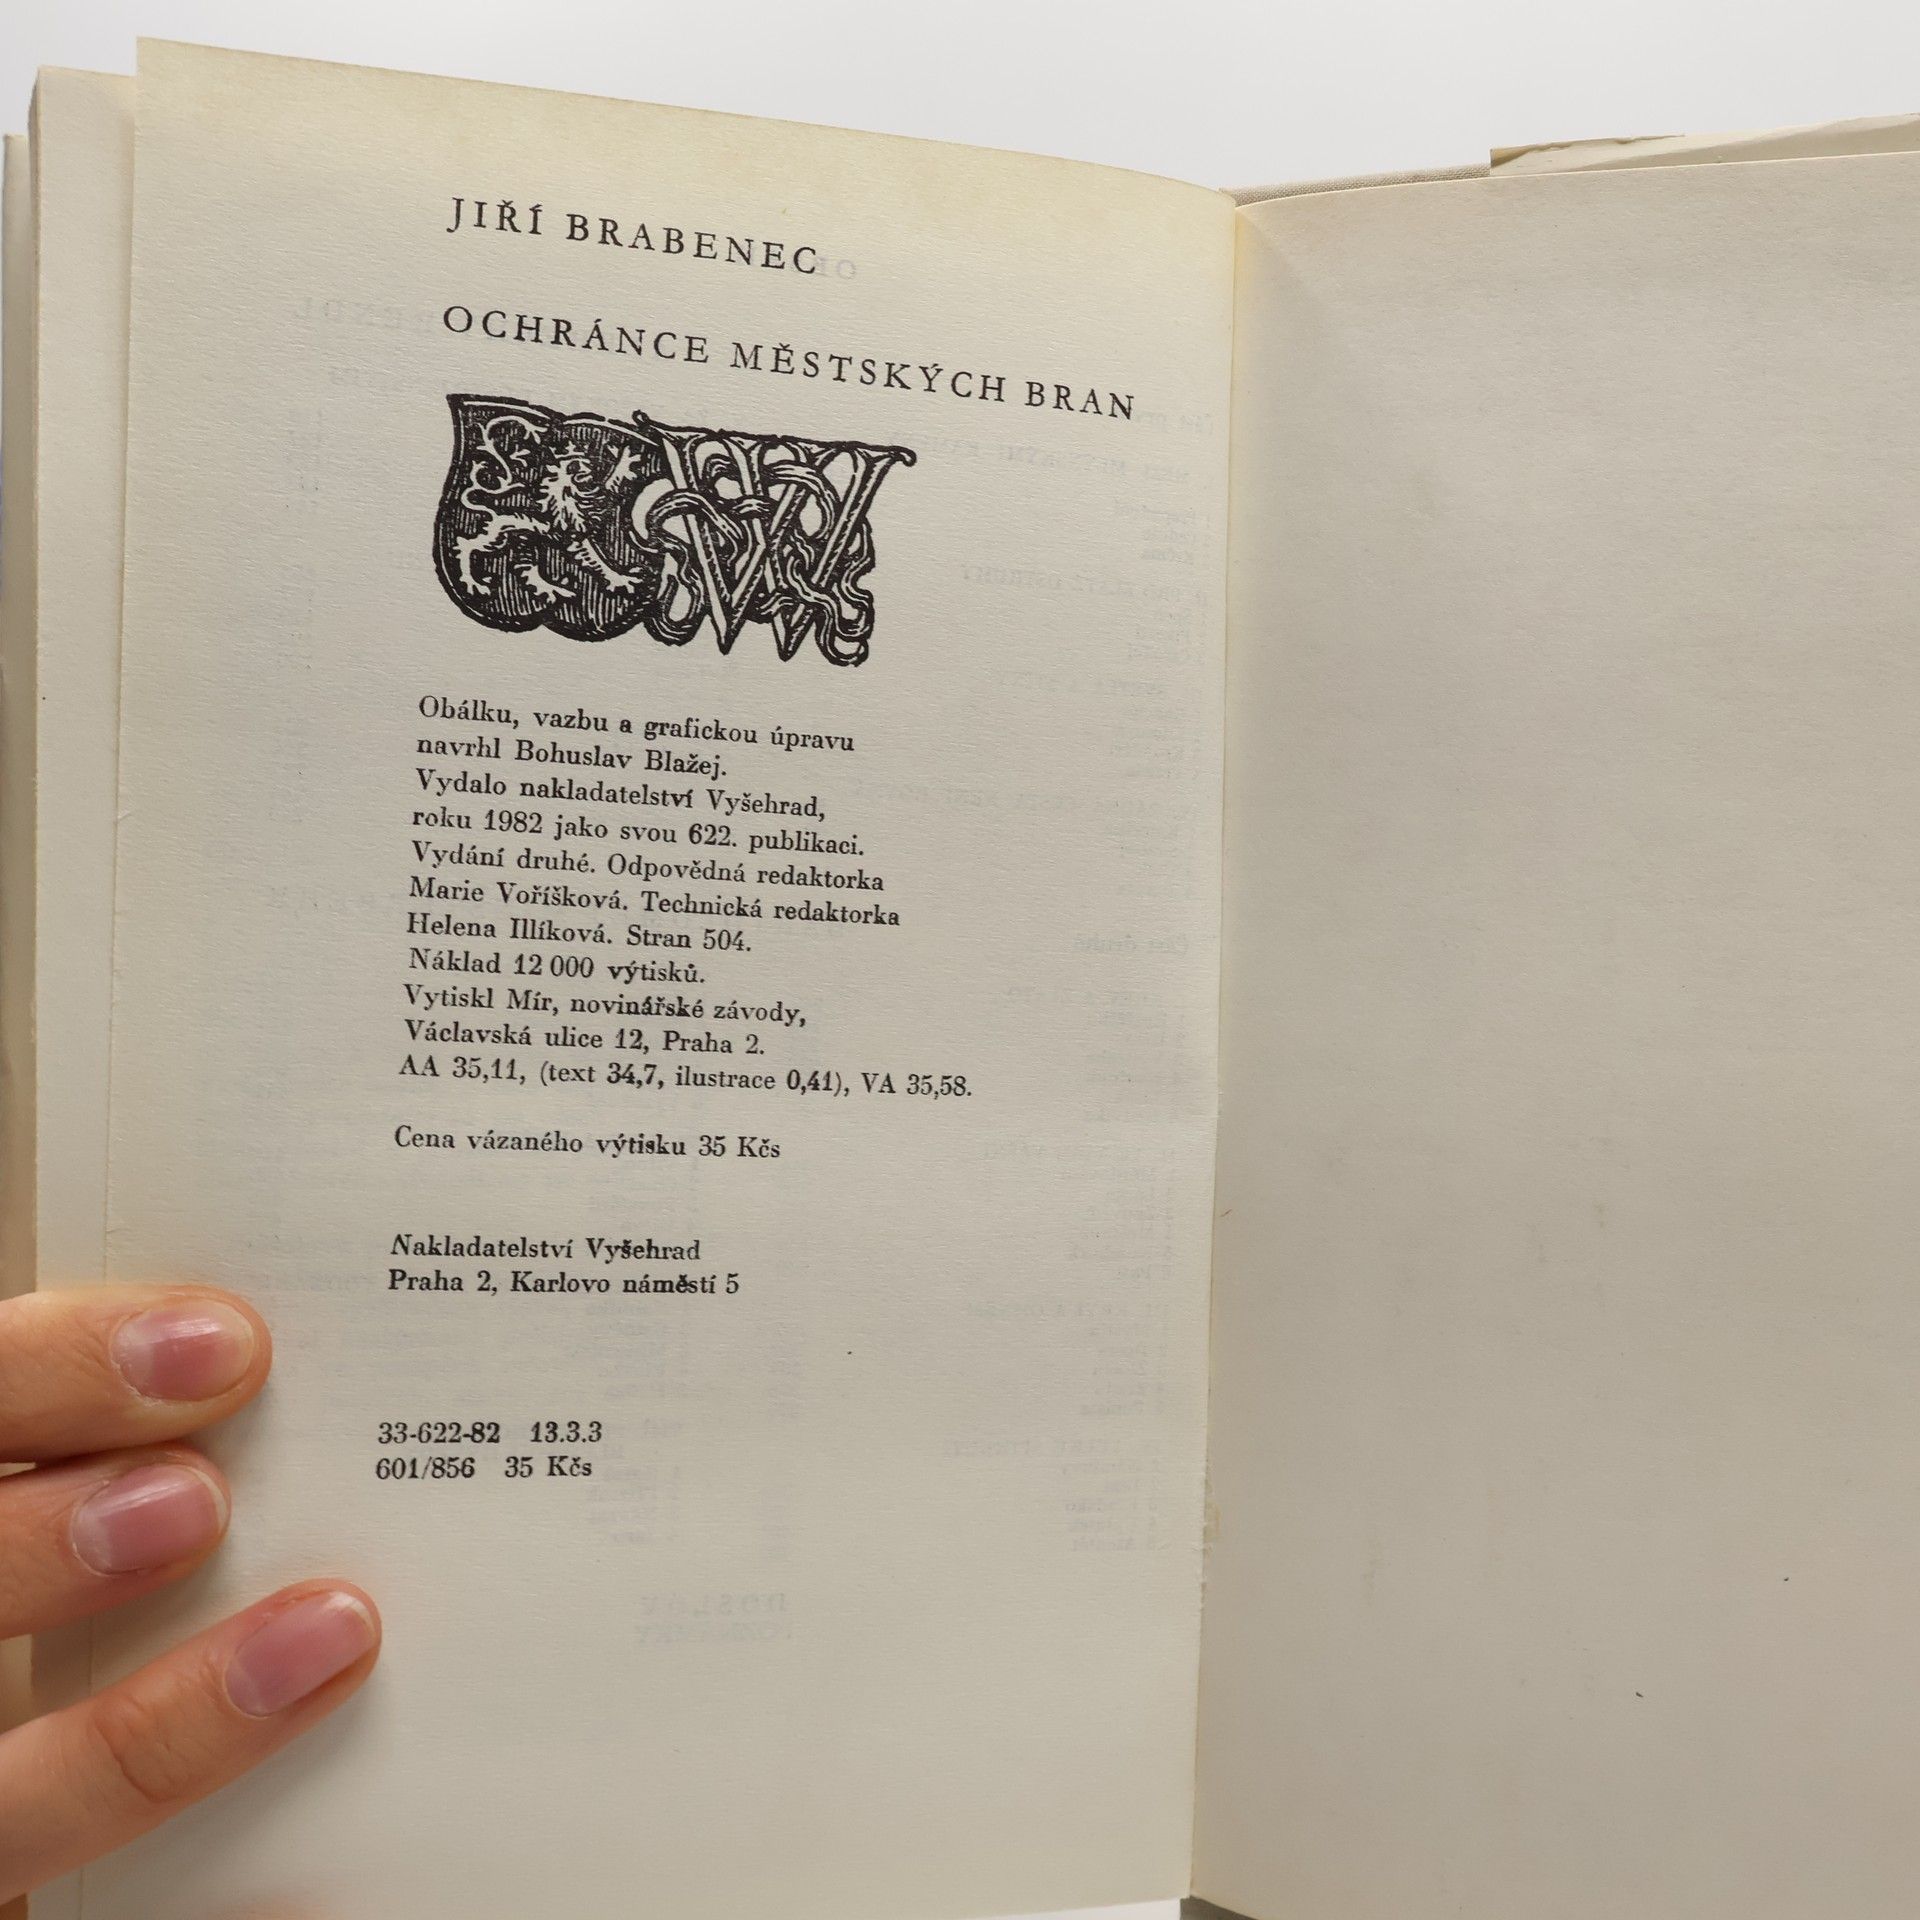 JIŘÍ BRABENEC
OCHRÁNCE MĚSTSKÝCH BRAN
Obálku, vazbu a grafickou úpravu
navrhl Bohuslav Blažej.
Vydalo nakladatelství Vyšehrad,
roku 1982 jako svou 622. publikaci.
Vydání druhé. Odpovědná redaktorka
Marie Voříšková. Technická redaktorka
Helena Illíková. Stran 504.
Náklad 12 000 výtisků.
Vytiskl Mír, novinářské závody,
Václavská ulice 12, Praha 2.
AA 35,11, (text 34,7, ilustrace 0,41), VA 35,58.
Cena vázaného výtisku 35 Kčs
Nakladatelství Vyšehrad
Praha 2, Karlovo náměstí 5
33-622-82 13.3.3
601/856 35 Kčs